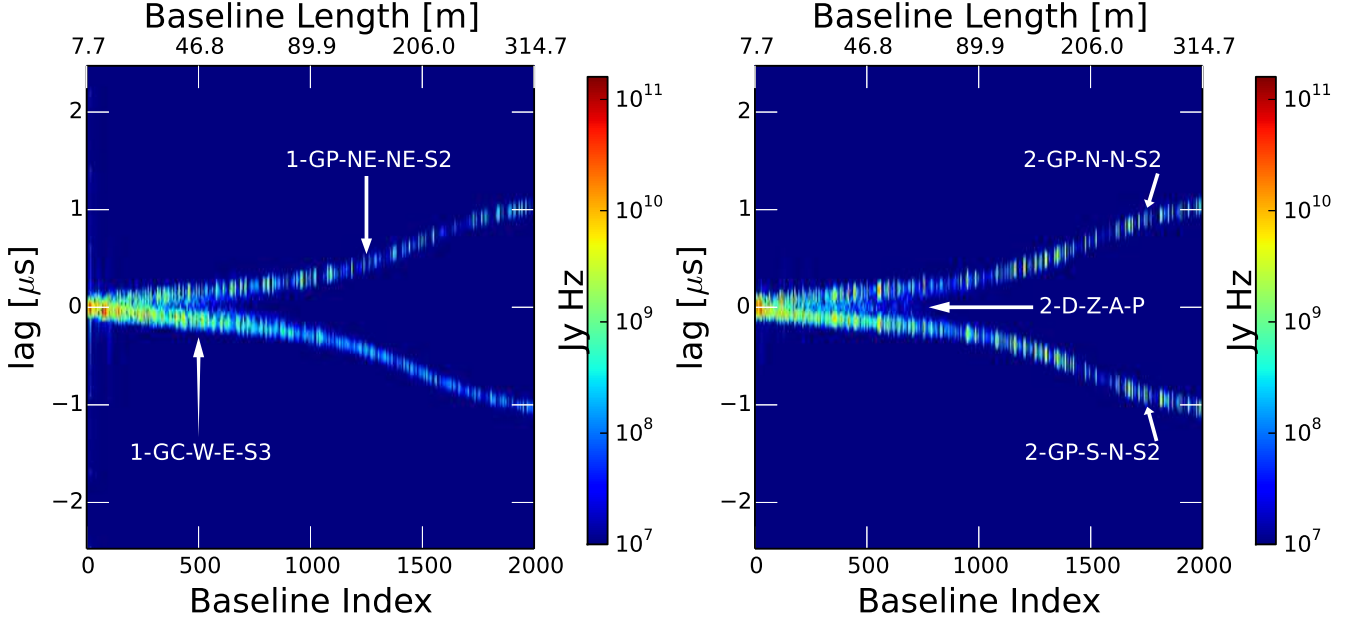 Baseline Length [m]
7.7 46.8 89.9 206.0 314.7
lag [μs]
2
1
0
−1
−2
1-GP-NE-NE-S2
1-GC-W-E-S3
0 500 1000 1500 2000
Baseline Index
Jy Hz
10^11
10^10
10^9
10^8
10^7
Baseline Length [m]
7.7 46.8 89.9 206.0 314.7
lag [μs]
2
1
0
−1
−2
2-GP-N-N-S2
2-D-Z-A-P
2-GP-S-N-S2
0 500 1000 1500 2000
Baseline Index
Jy Hz
10^11
10^10
10^9
10^8
10^7